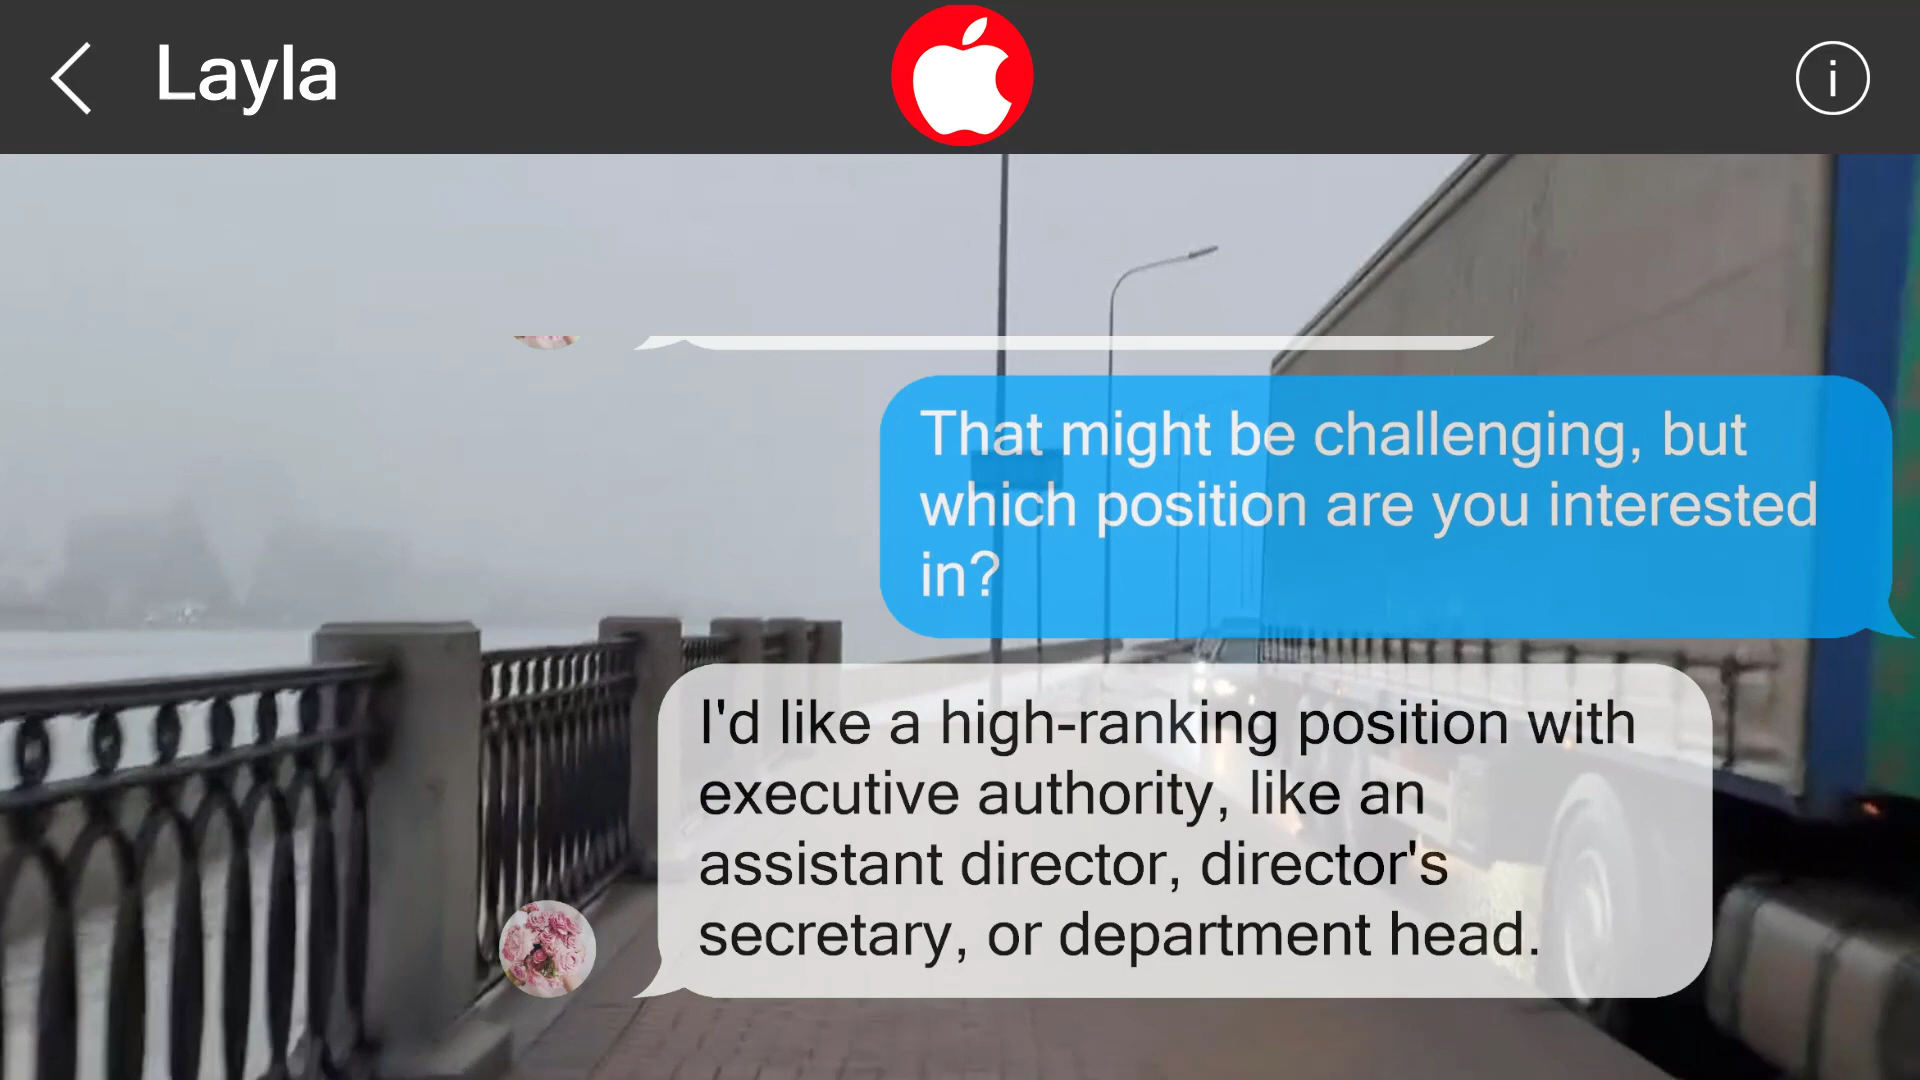 Layla
That might be challenging, but
which position are you interested
in?
I'd like a high-ranking position with
executive authority, like an
assistant director, director's
secretary, or department head.